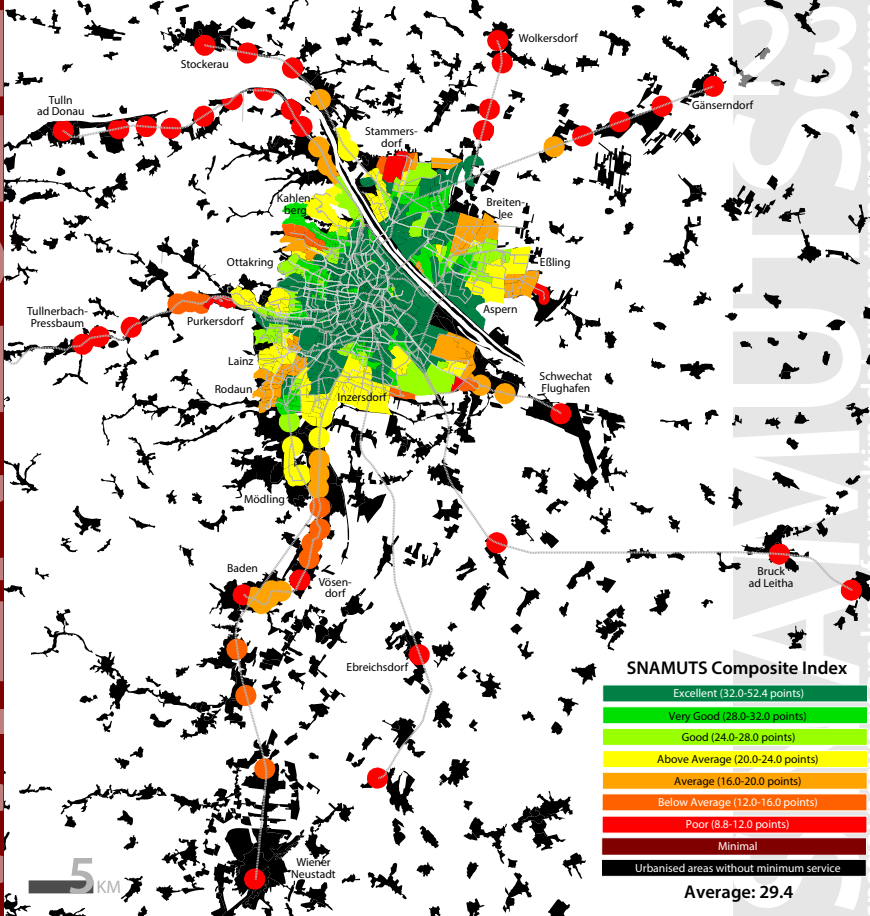 23
SNAMUTS
Wolkersdorf
Stockerau
Gänserndorf
Tulln
ad Donau
Stammers-
dorf
Kahlen-
berg
Breiten-
lee
Ottakring
Eßling
Tullnerbach-
Pressbaum
Purkersdorf
Aspern
Lainz
Rodaun
Inzersdorf
Schwechat
Flughafen
Mödling
Baden
Vösen-
dorf
Bruck
ad Leitha
Ebreichsdorf
Wiener
Neustadt
5 KM
SNAMUTS Composite Index
Excellent (32.0-52.4 points)
Very Good (28.0-32.0 points)
Good (24.0-28.0 points)
Above Average (20.0-24.0 points)
Average (16.0-20.0 points)
Below Average (12.0-16.0 points)
Poor (8.8-12.0 points)
Minimal
Urbanised areas without minimum service
Average: 29.4